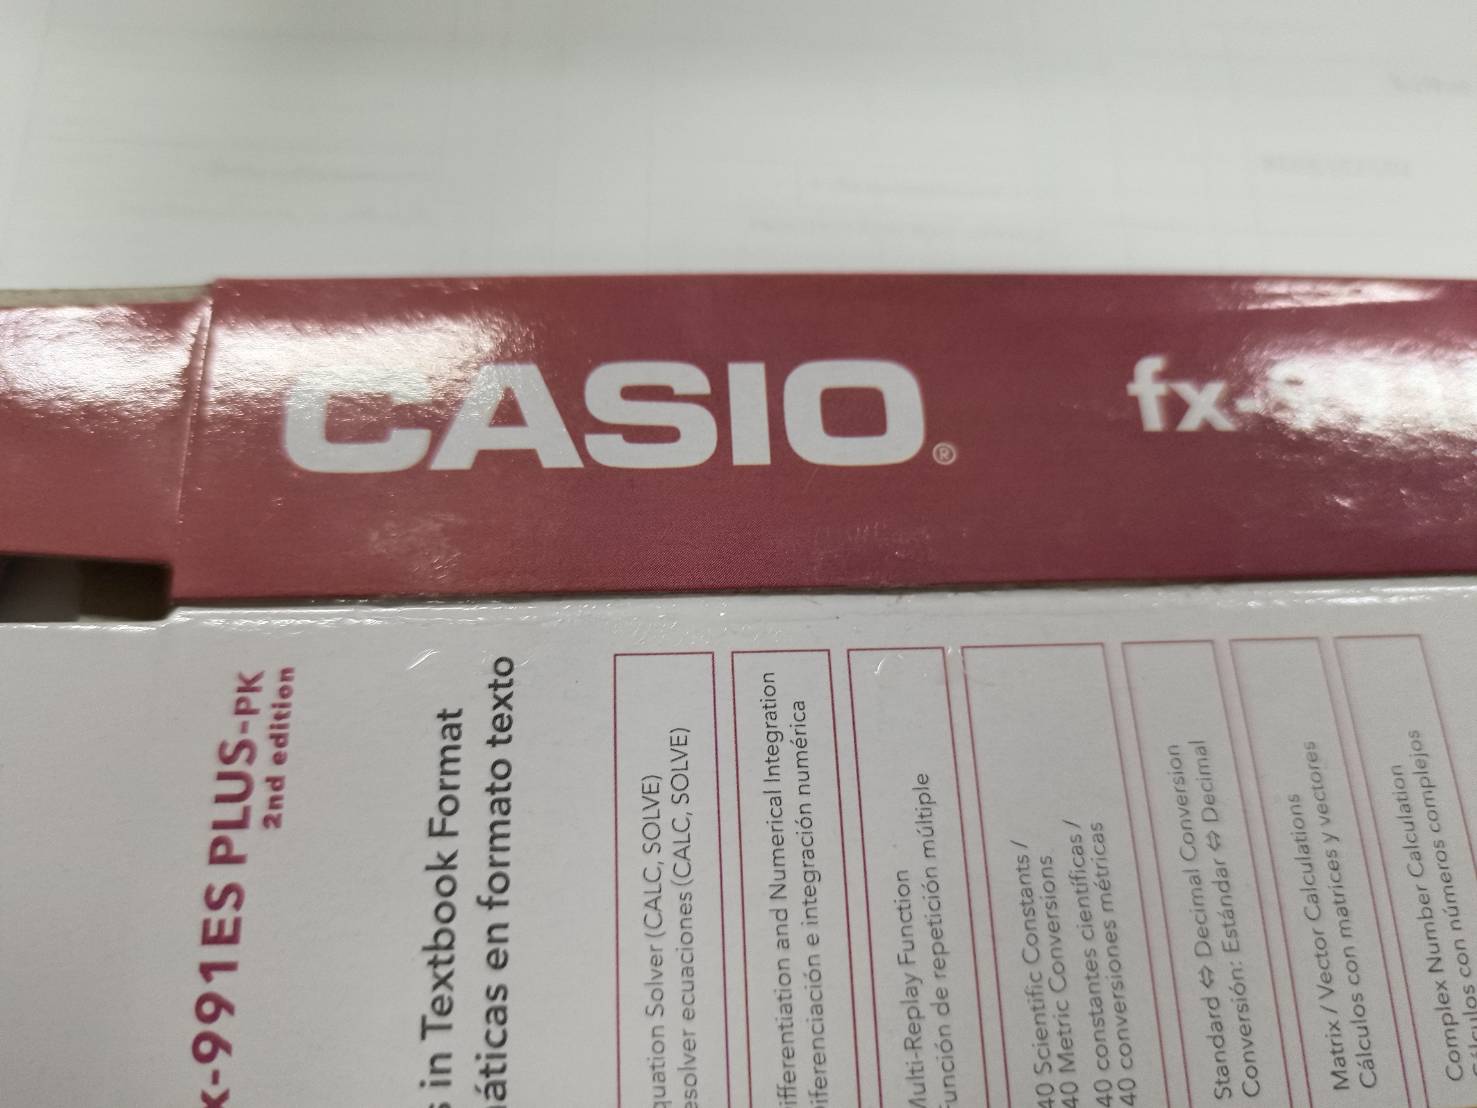 CASIO®
fx-991
x-991ES PLUS-PK
2nd edition
in Textbook Format
áticas en formato texto
quation Solver (CALC, SOLVE)
esolver ecuaciones (CALC, SOLVE)
ifferentiation and Numerical Integration
iferenciación e integración numérica
Multi-Replay Function
unción de repetición múltiple
40 Scientific Constants /
40 Metric Conversions
40 constantes científicas /
40 conversiones métricas
Standard ⇔ Decimal Conversion
Conversión: Estándar ⇔ Decimal
Matrix / Vector Calculations
Cálculos con matrices y vectores
Complex Number Calculation
Cálculos con números complejos